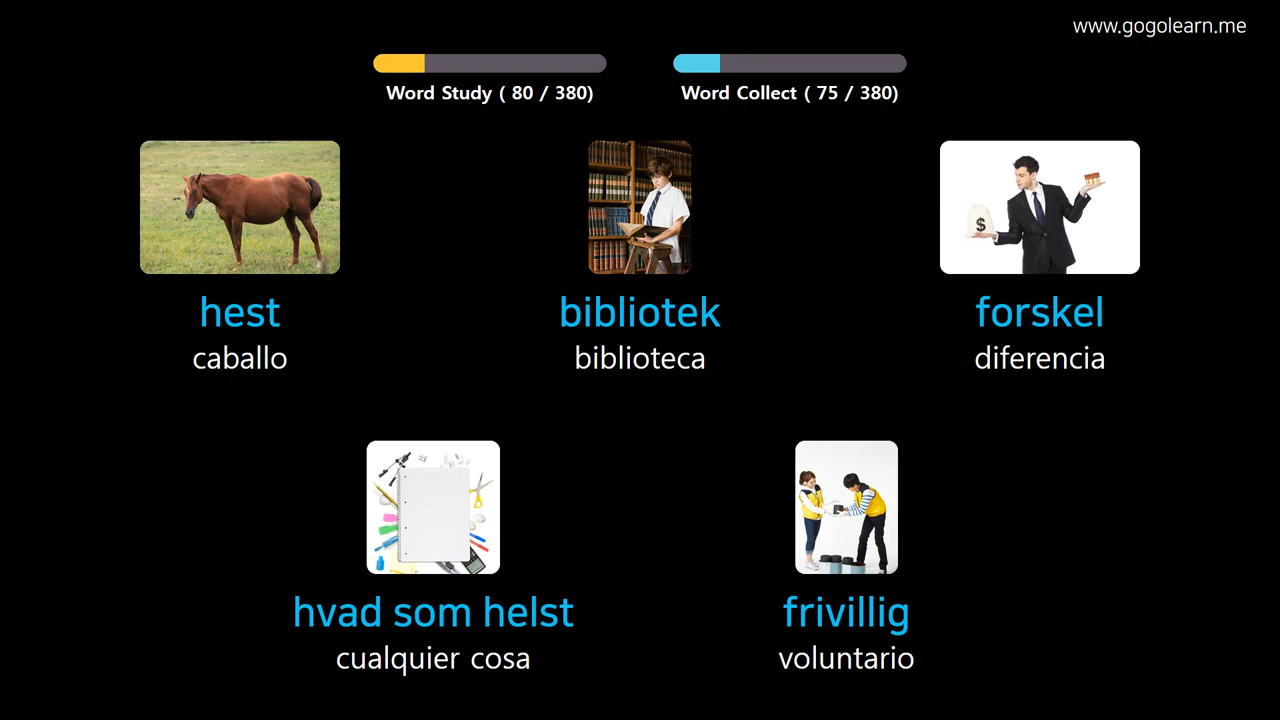 www.gogolearn.me
Word Study ( 80 / 380)
Word Collect ( 75 / 380)
$
hest
bibliotek
forskel
caballo
biblioteca
diferencia
hvad som helst
frivillig
cualquier cosa
voluntario